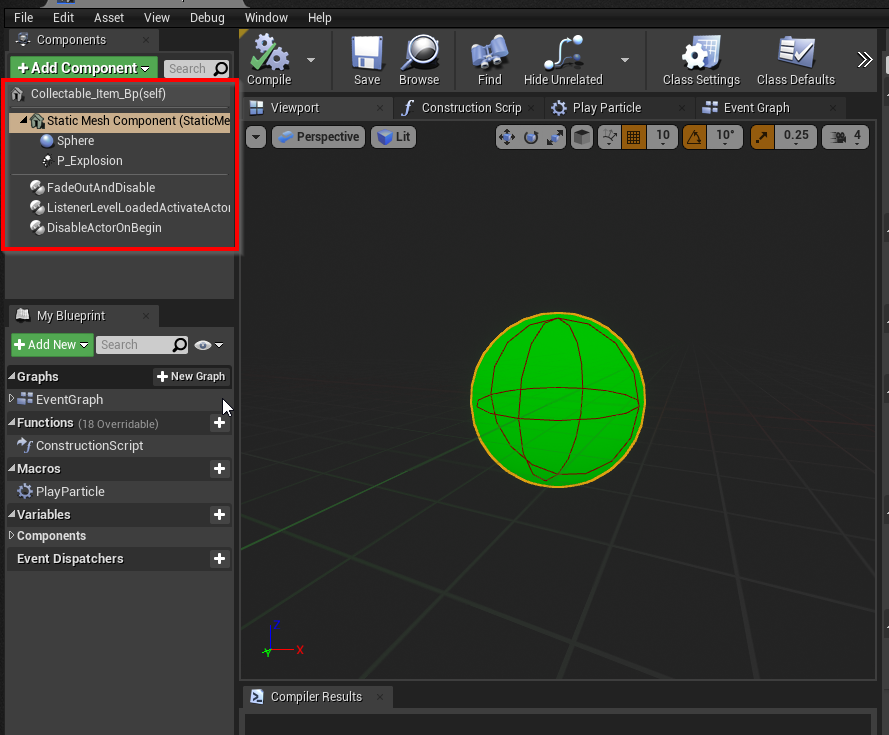 File Edit Asset View Debug Window Help
Components
+ Add Component
Search
Compile
Save
Browse
Find
Hide Unrelated
Class Settings
Class Defaults
Collectable_Item_Bp(self)
Static Mesh Component (StaticMe
Sphere
P_Explosion
FadeOutAndDisable
ListenerLevelLoadedActivateActor
DisableActorOnBegin
Viewport
Construction Scrip
Play Particle
Event Graph
Perspective
Lit
10
10°
0.25
4
My Blueprint
+ Add New
Search
Graphs
+ New Graph
EventGraph
Functions (18 Overridable)
ConstructionScript
Macros
PlayParticle
Variables
Components
Event Dispatchers
Z
X
Y
Compiler Results